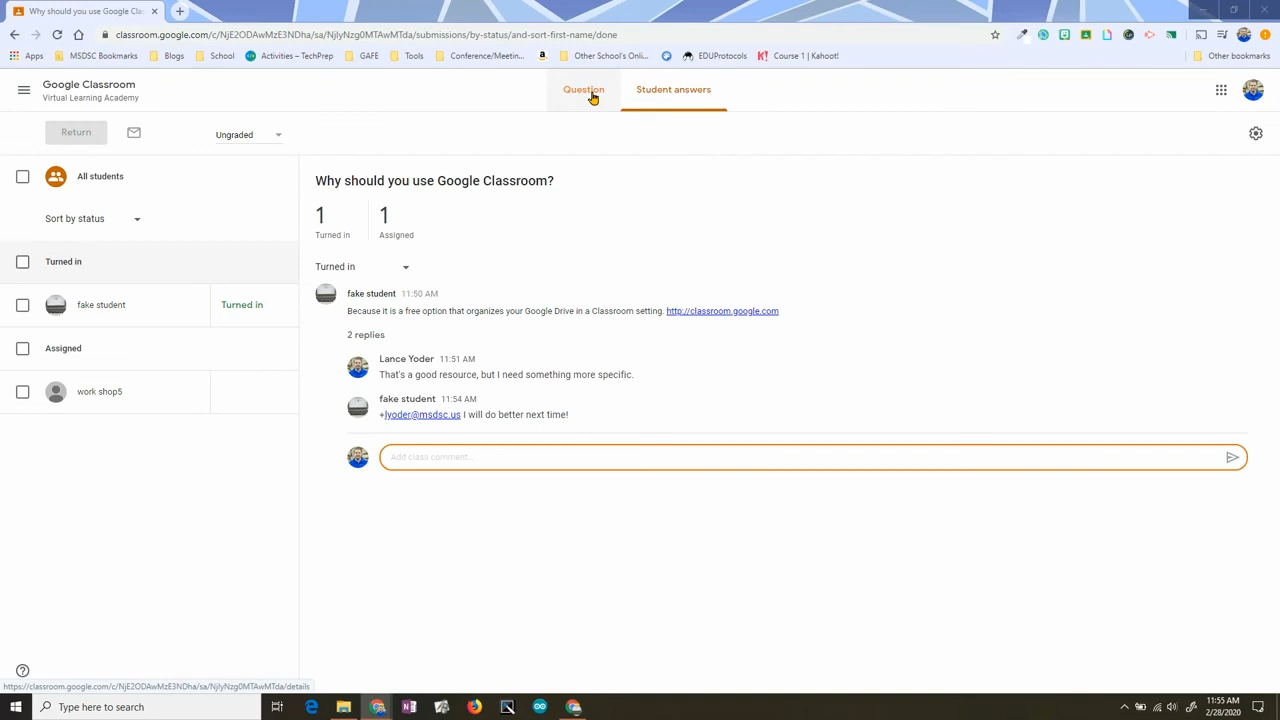 Why should you use Google Clas
classroom.google.com/c/NjE2ODAwMzE3NDha/sa/NjIyNzg0MTAwMTda/submissions/by-status/and-sort-first-name/done
Apps
MSDSC Bookmarks
Blogs
School
Activities – TechPrep
GAFE
Tools
Conference/Meetin...
Other School's Onli...
EDUProtocols
Course 1 | Kahoot!
Other bookmarks
Google Classroom
Virtual Learning Academy
Question
Student answers
Return
Ungraded
All students
Sort by status
Turned in
fake student
Turned in
Assigned
work shop5
Why should you use Google Classroom?
1
1
Turned in
Assigned
Turned in
fake student 11:50 AM
Because it is a free option that organizes your Google Drive in a Classroom setting. http://classroom.google.com
2 replies
Lance Yoder 11:51 AM
That's a good resource, but I need something more specific.
fake student 11:54 AM
+lyoder@msdsc.us I will do better next time!
Add class comment...
https://classroom.google.com/c/NjE2ODAwMzE3NDha/sa/NjIyNzg0MTAwMTda/details
Type here to search
11:55 AM
2/28/2020